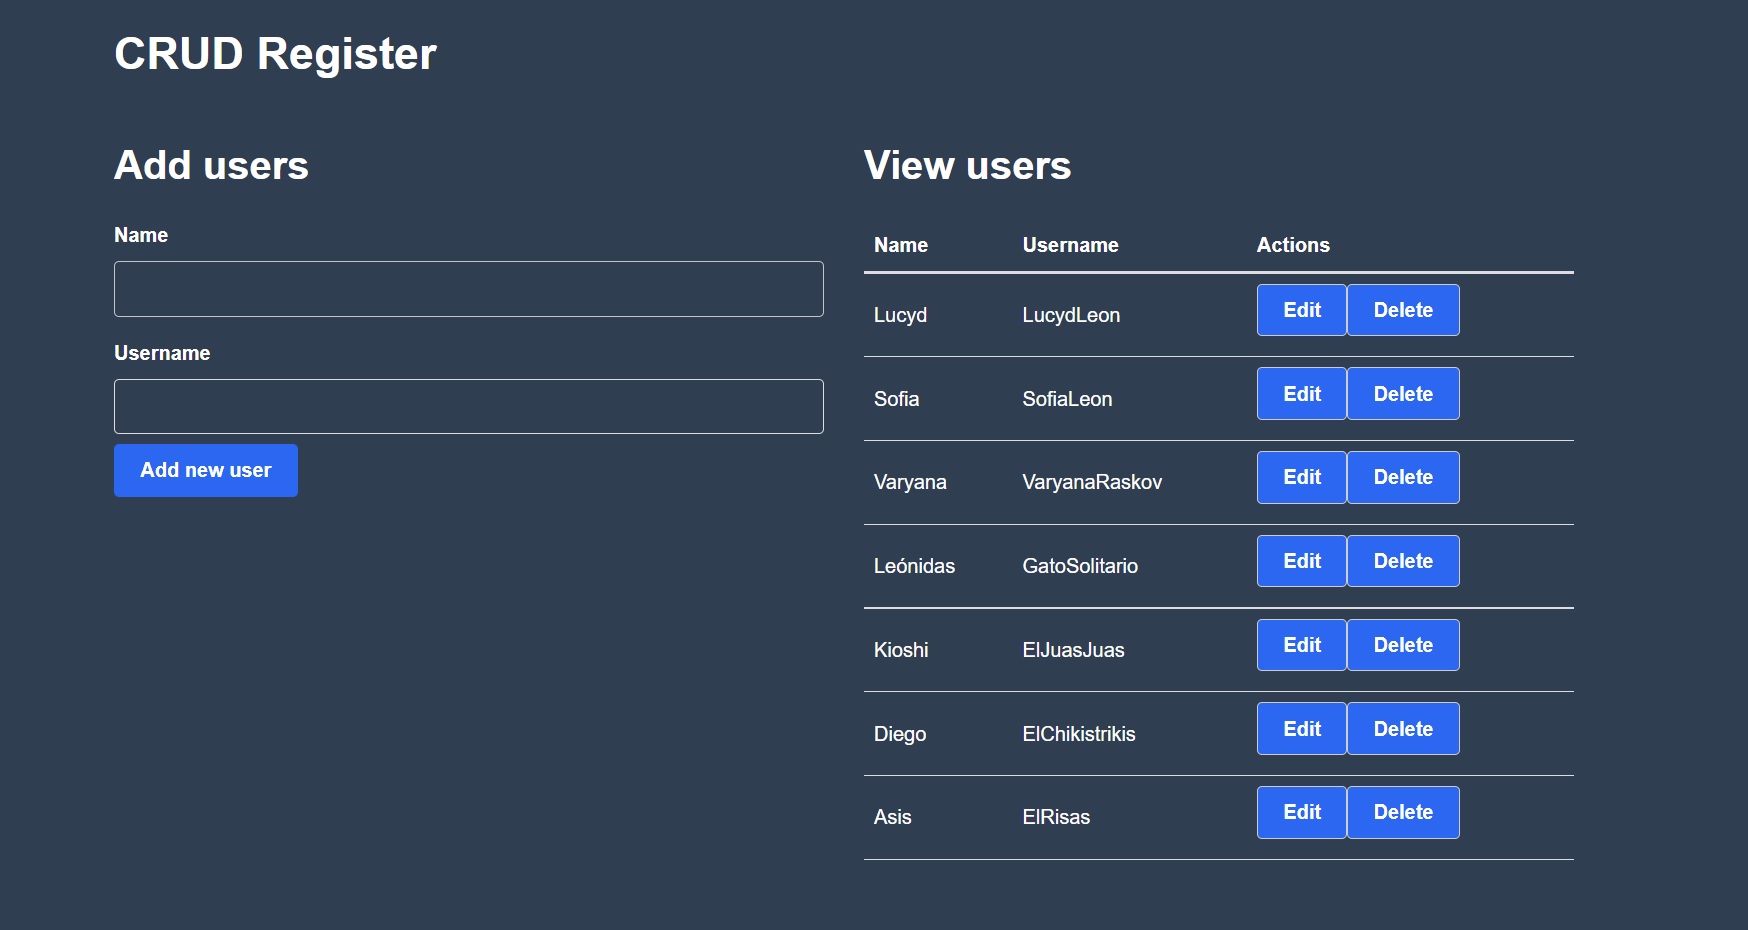 CRUD Register
Add users
Name
Username
Add new user
View users
Name Username Actions
Lucyd LucydLeon Edit Delete
Sofia SofiaLeon Edit Delete
Varyana VaryanaRaskov Edit Delete
Leónidas GatoSolitario Edit Delete
Kioshi ElJuasJuas Edit Delete
Diego ElChikistrikis Edit Delete
Asis ElRisas Edit Delete